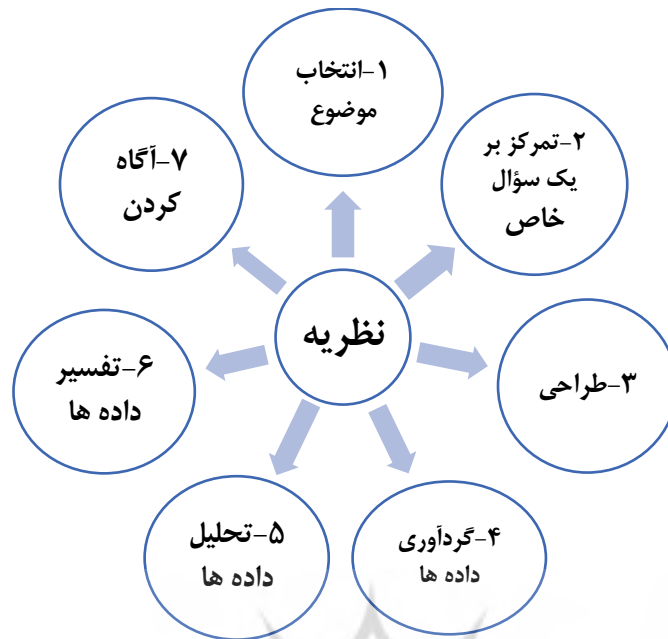 ۱-انتخاب
موضوع
۲-تمرکز بر
یک سؤال
خاص
۳-طراحی
۴-گردآوری
داده ها
۵-تحلیل
داده ها
۶-تفسیر
داده ها
۷-آگاه
کردن
نظریه